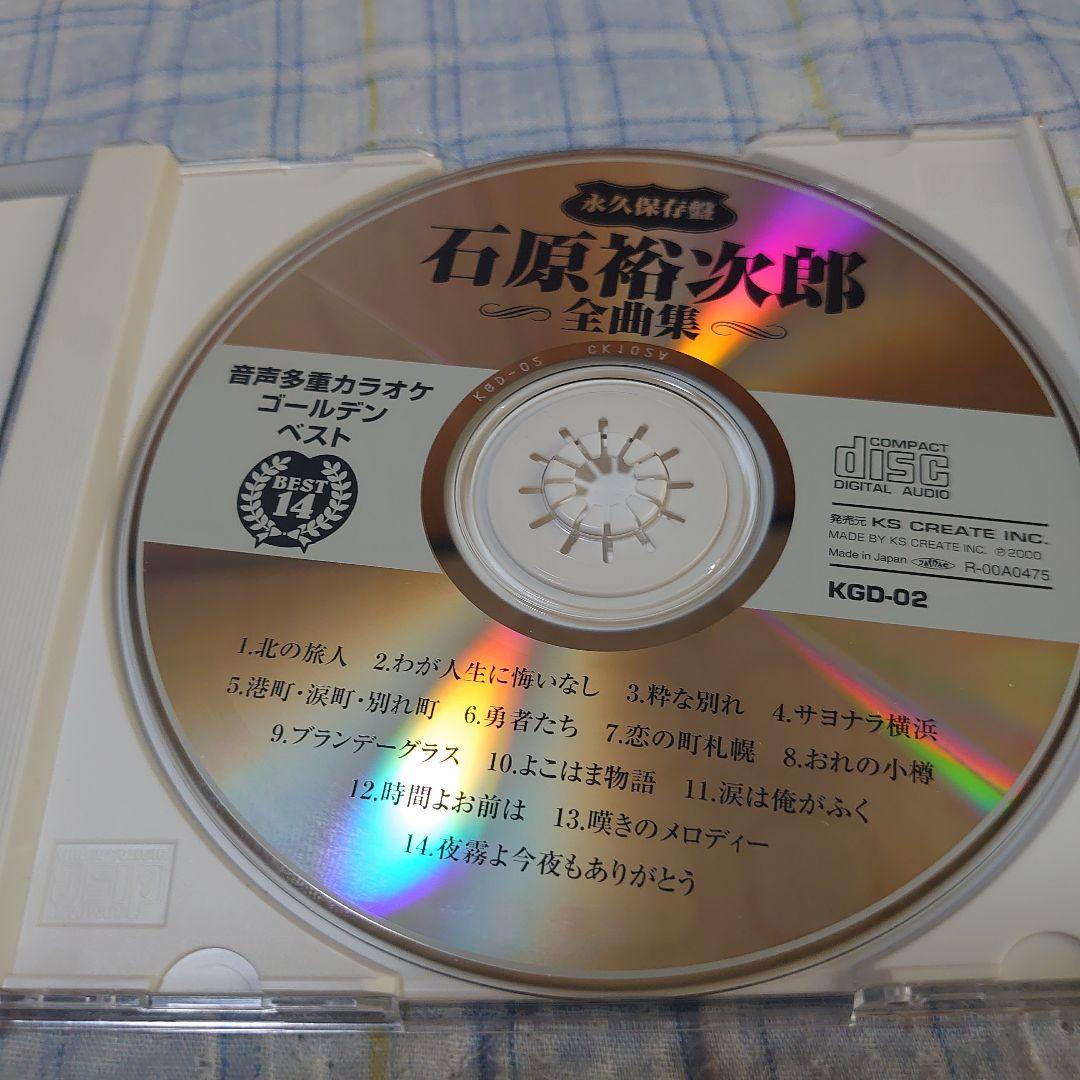 永久保存盤
石原裕次郎
全曲集
KGD-02 CK102A
音声多重カラオケ
ゴールデン
ベスト
BEST
14
COMPACT
disc
DIGITAL AUDIO
発売元 KS CREATE INC.
MADE BY KS CREATE INC. ℗2000
Made in Japan R-00A0475
KGD-02
1.北の旅人 2.わが人生に悔いなし 3.粋な別れ 4.サヨナラ横浜
5.港町・涙町・別れ町 6.勇者たち 7.恋の町札幌 8.おれの小樽
9.ブランデーグラス 10.よこはま物語 11.涙は俺がふく
12.時間よお前は 13.嘆きのメロディー
14.夜霧よ今夜もありがとう